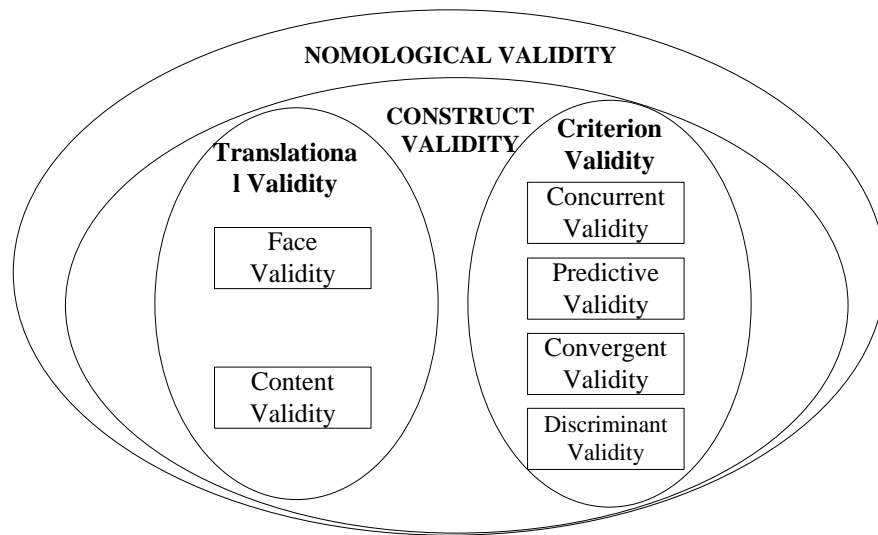 NOMOLOGICAL VALIDITY
CONSTRUCT
VALIDITY
Translationa
l Validity
Face
Validity
Content
Validity
Criterion
Validity
Concurrent
Validity
Predictive
Validity
Convergent
Validity
Discriminant
Validity